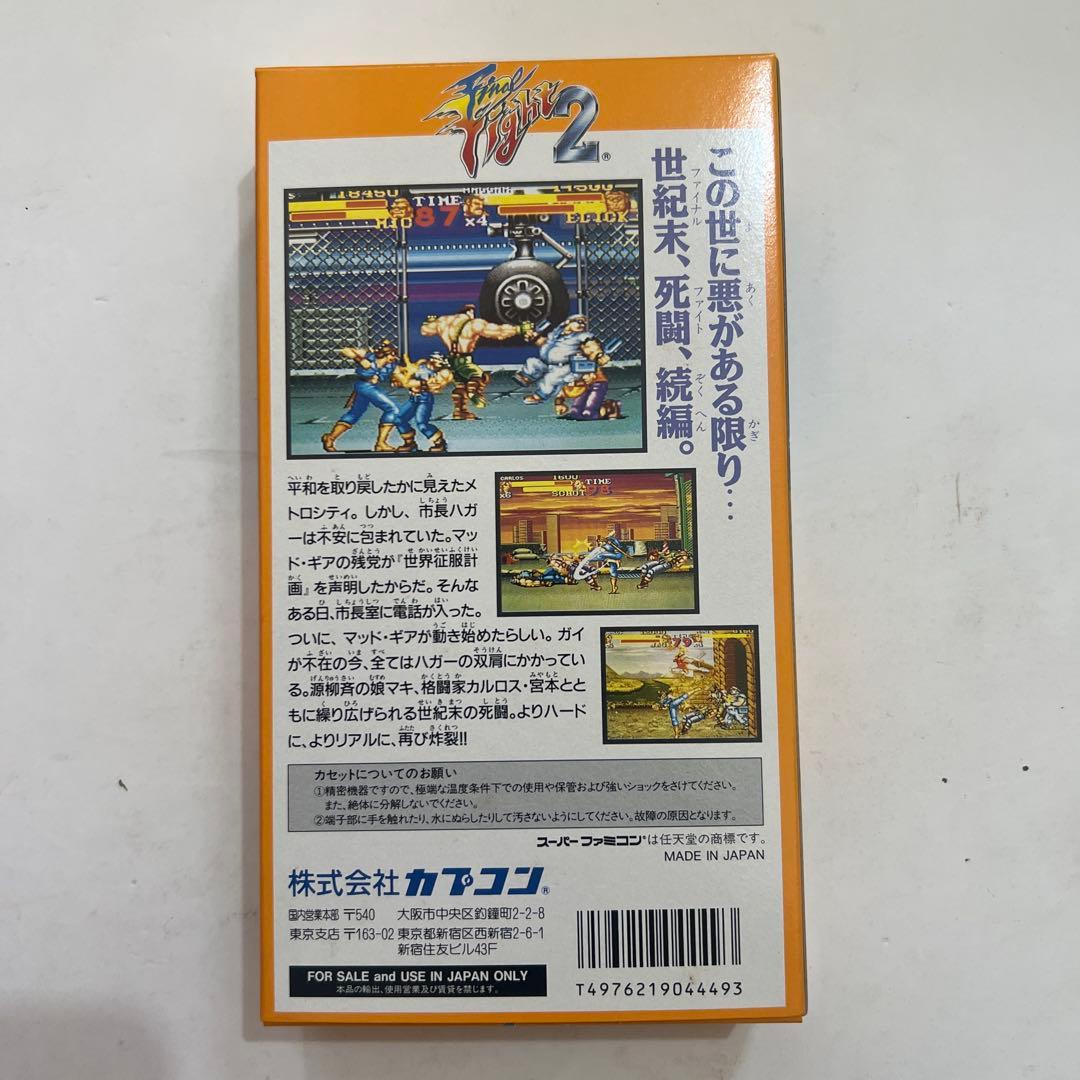 Final Fight 2®
この世に悪がある限り…
世紀末、死闘、続編。
18450
TIME
HAGGAR
87
x4
ELICK
平和を取り戻したかに見えたメ
トロシティ。しかし、市長ハガ
ーは不安に包まれていた。マッ
ド・ギアの残党が『世界征服計
画』を声明したからだ。そんな
ある日、市長室に電話が入った。
ついに、マッド・ギアが動き始めたらしい。ガイ
が不在の今、全てはハガーの双肩にかかってい
る。源柳斉の娘マキ、格闘家カルロス・宮本とと
もに繰り広げられる世紀末の死闘。よりハード
に、よりリアルに、再び炸裂!!
CARLOS
1600
TIME
x6
SCHOT
79
カセットについてのお願い
①精密機器ですので、極端な温度条件下での使用や保管および強いショックをさけてください。
また、絶体に分解しないでください。
②端子部に手を触れたり、水にぬらしたりして汚さないようにしてください。故障の原因となります。
スーパーファミコン®は任天堂の商標です。
MADE IN JAPAN
株式会社カプコン®
国内営業本部 〒540 大阪市中央区釣鐘町2-2-8
東京支店 〒163-02 東京都新宿区西新宿2-6-1
新宿住友ビル43F
FOR SALE and USE IN JAPAN ONLY
本品の輸出、使用営業及び賃貸を禁じます。
T4976219044493